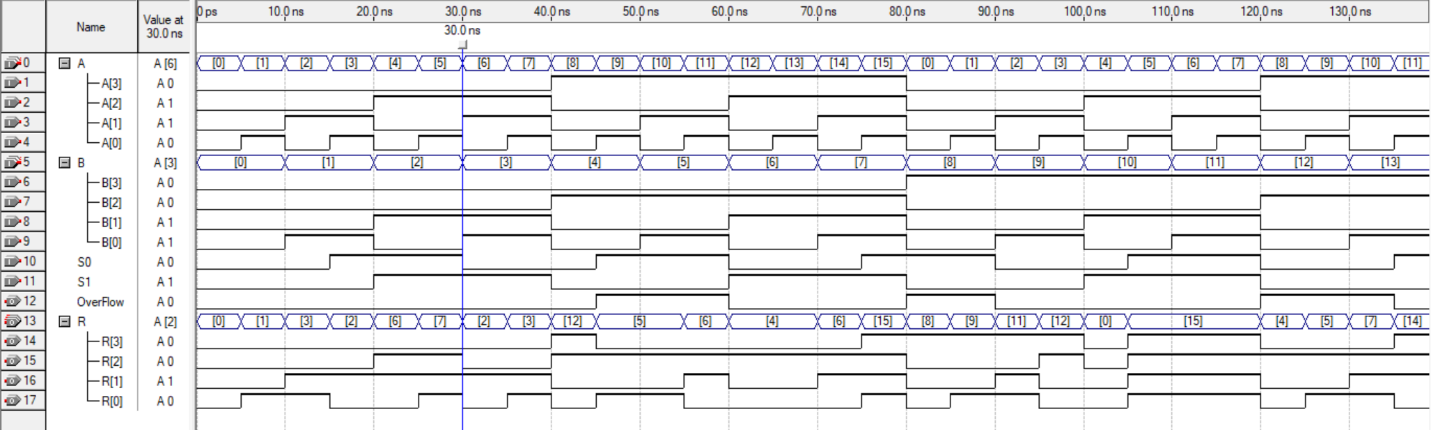 Name Value at 30.0 ns 0 ps 10.0 ns 20.0 ns 30.0 ns 40.0 ns 50.0 ns 60.0 ns 70.0 ns 80.0 ns 90.0 ns 100.0 ns 110.0 ns 120.0 ns 130.0 ns
30.0 ns
0 A A [6] [0] [1] [2] [3] [4] [5] [6] [7] [8] [9] [10] [11] [12] [13] [14] [15] [0] [1] [2] [3] [4] [5] [6] [7] [8] [9] [10] [11]
1 A[3] A 0
2 A[2] A 1
3 A[1] A 1
4 A[0] A 0
5 B A [3] [0] [1] [2] [3] [4] [5] [6] [7] [8] [9] [10] [11] [12] [13]
6 B[3] A 0
7 B[2] A 0
8 B[1] A 1
9 B[0] A 1
10 S0 A 0
11 S1 A 1
12 OverFlow A 0
13 R A [2] [0] [1] [3] [2] [6] [7] [2] [3] [12] [5] [6] [4] [6] [15] [8] [9] [11] [12] [0] [15] [4] [5] [7] [14]
14 R[3] A 0
15 R[2] A 0
16 R[1] A 1
17 R[0] A 0